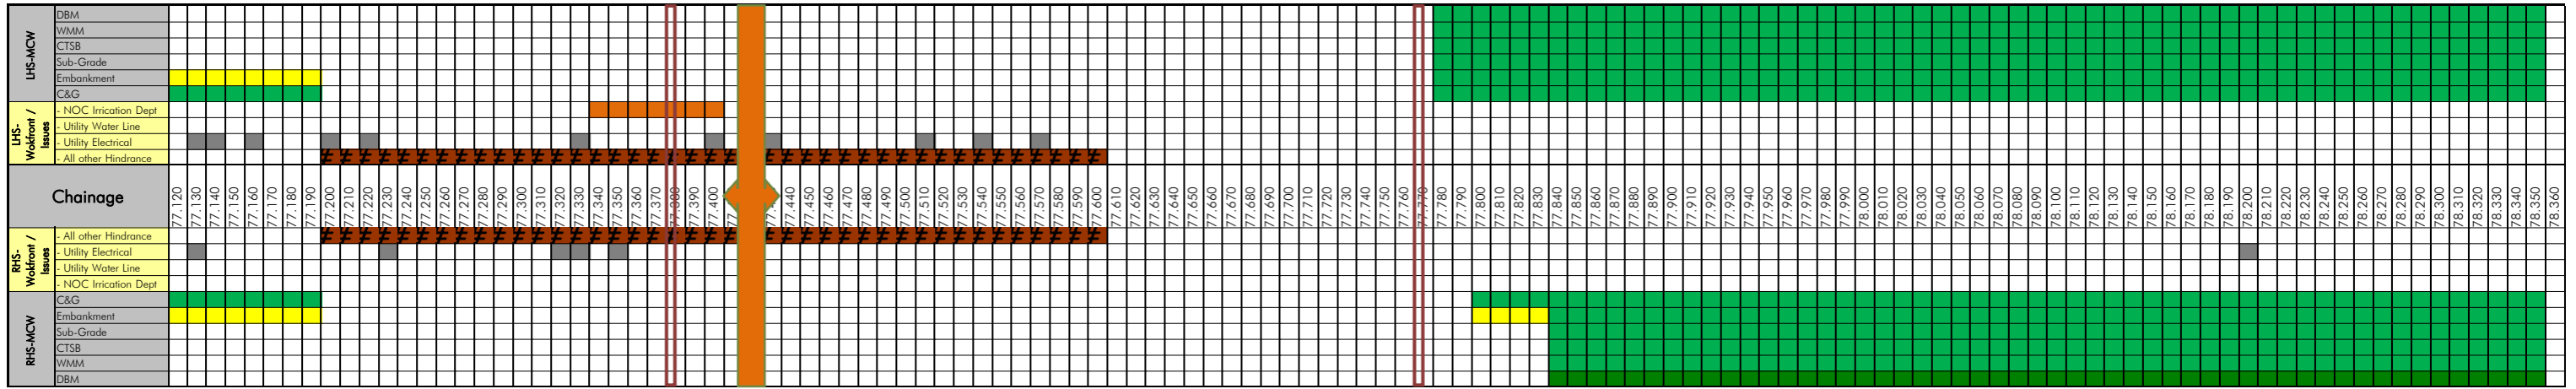 LHS-MCW
DBM
WMM
CTSB
Sub-Grade
Embankment
C&G
LHS-
Wokfront /
Issues
- NOC Irrication Dept
- Utility Water Line
- Utility Electrical
- All other Hindrance
≠ ≠ ≠ ≠ ≠ ≠ ≠ ≠ ≠ ≠ ≠ ≠ ≠ ≠ ≠ ≠ ≠ ≠ ≠ ≠ ≠ ≠ ≠ ≠ ≠ ≠ ≠ ≠ ≠ ≠ ≠ ≠ ≠ ≠ ≠ ≠ ≠ ≠ ≠ ≠
Chainage
77.120 77.130 77.140 77.150 77.160 77.170 77.180 77.190 77.200 77.210 77.220 77.230 77.240 77.250 77.260 77.270 77.280 77.290 77.300 77.310 77.320 77.330 77.340 77.350 77.360 77.370 77.380 77.390 77.400 77.440 77.450 77.460 77.470 77.480 77.490 77.500 77.510 77.520 77.530 77.540 77.550 77.560 77.570 77.580 77.590 77.600 77.610 77.620 77.630 77.640 77.650 77.660 77.670 77.680 77.690 77.700 77.710 77.720 77.730 77.740 77.750 77.760 77.770 77.780 77.790 77.800 77.810 77.820 77.830 77.840 77.850 77.860 77.870 77.880 77.890 77.900 77.910 77.920 77.930 77.940 77.950 77.960 77.970 77.980 77.990 78.000 78.010 78.020 78.030 78.040 78.050 78.060 78.070 78.080 78.090 78.100 78.110 78.120 78.130 78.140 78.150 78.160 78.170 78.180 78.190 78.200 78.210 78.220 78.230 78.240 78.250 78.260 78.270 78.280 78.290 78.300 78.310 78.320 78.330 78.340 78.350 78.360
RHS-
Wokfront /
Issues
- All other Hindrance
≠ ≠ ≠ ≠ ≠ ≠ ≠ ≠ ≠ ≠ ≠ ≠ ≠ ≠ ≠ ≠ ≠ ≠ ≠ ≠ ≠ ≠ ≠ ≠ ≠ ≠ ≠ ≠ ≠ ≠ ≠ ≠ ≠ ≠ ≠ ≠ ≠ ≠ ≠ ≠
- Utility Electrical
- Utility Water Line
- NOC Irrication Dept
RHS-MCW
C&G
Embankment
Sub-Grade
CTSB
WMM
DBM